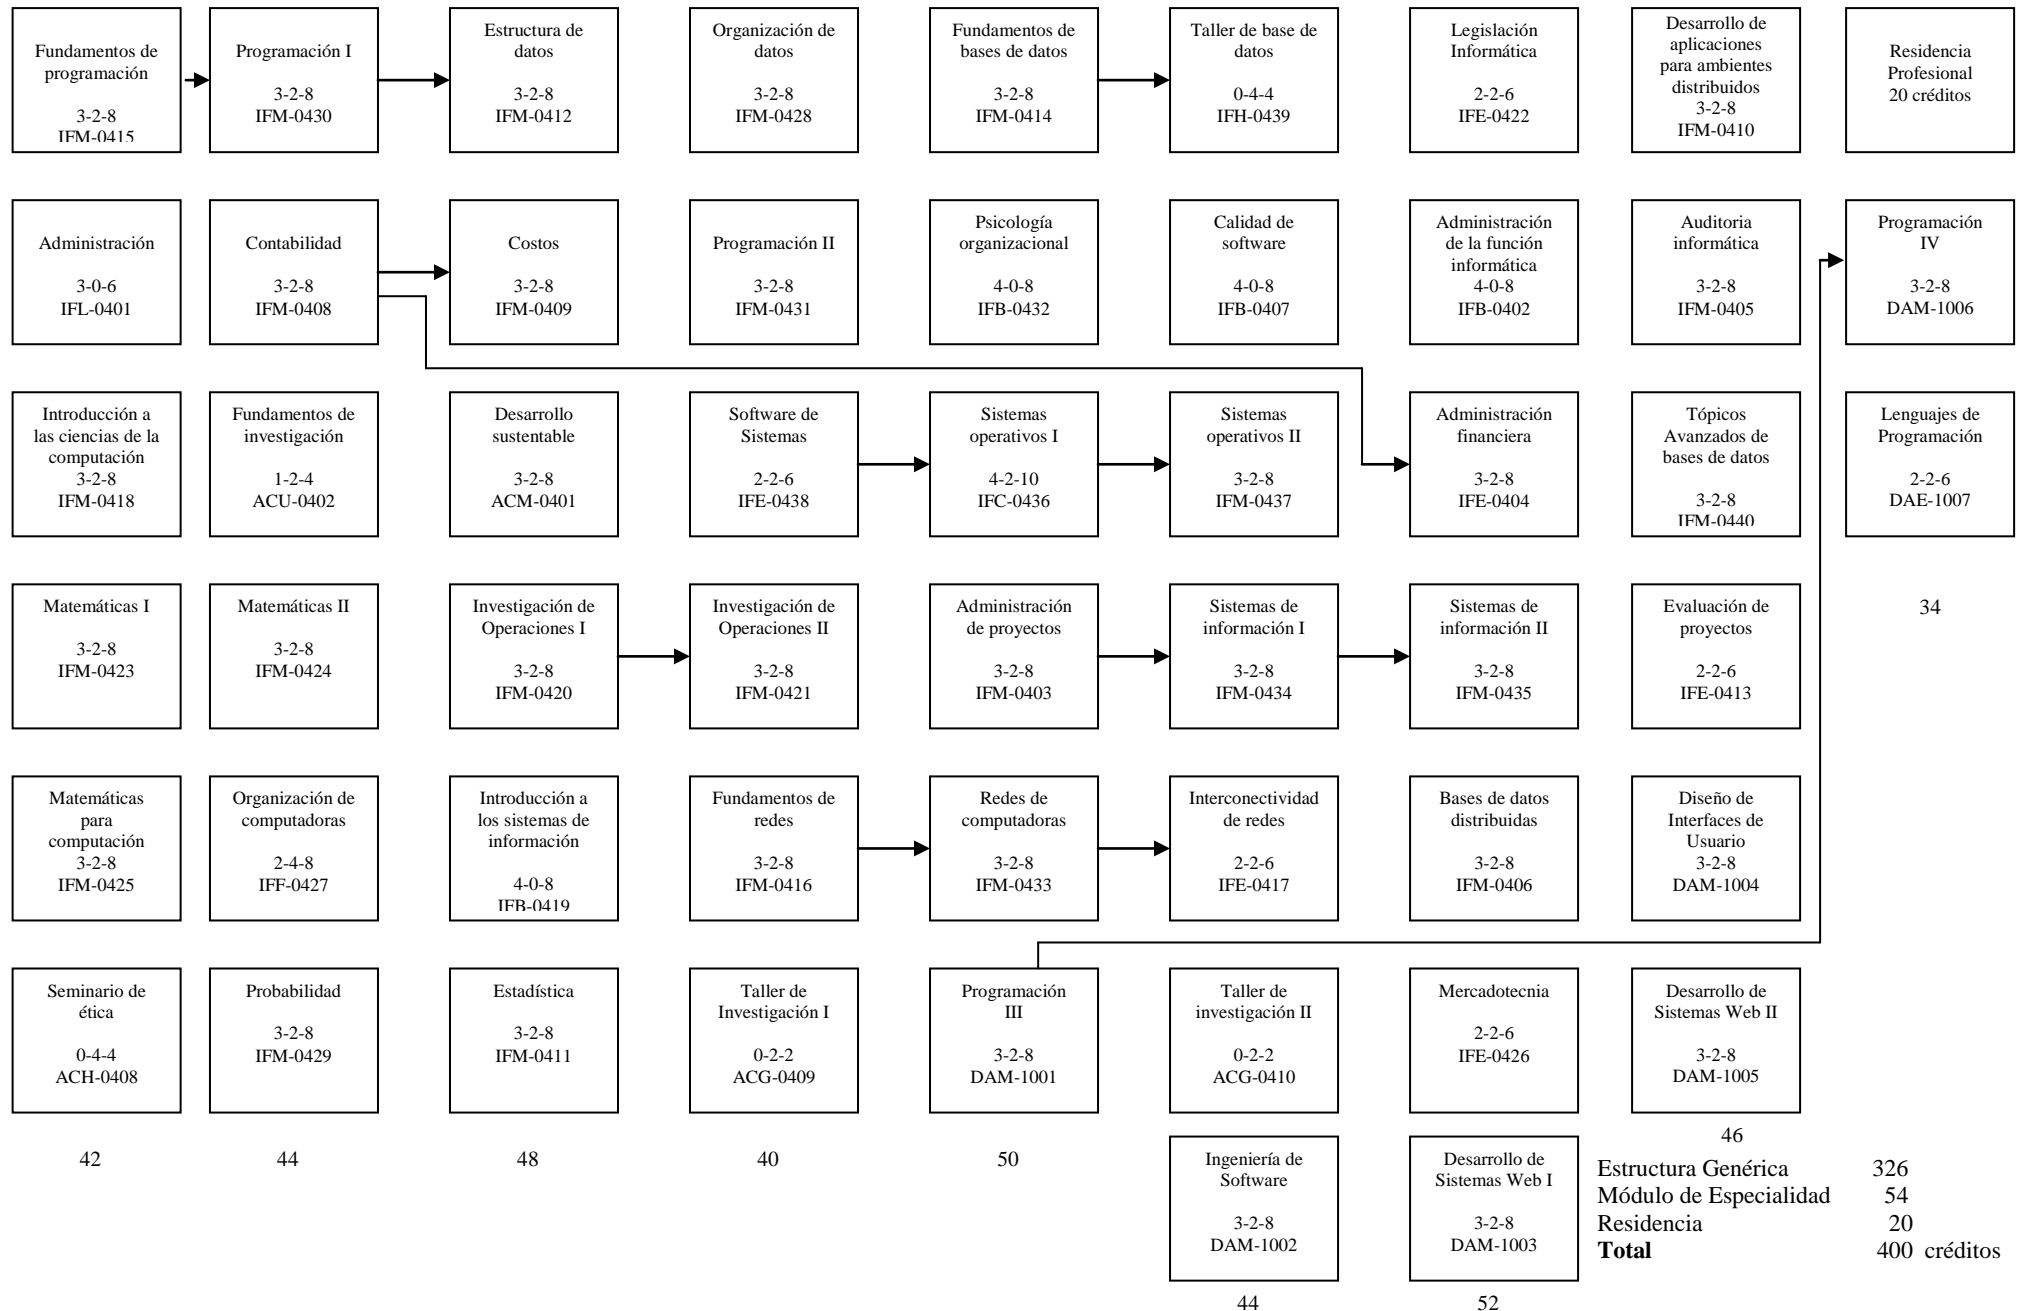 Fundamentos de
programación
3-2-8
IFM-0415
Programación I
3-2-8
IFM-0430
Estructura de
datos
3-2-8
IFM-0412
Organización de
datos
3-2-8
IFM-0428
Fundamentos de
bases de datos
3-2-8
IFM-0414
Taller de base de
datos
0-4-4
IFH-0439
Legislación
Informática
2-2-6
IFE-0422
Desarrollo de
aplicaciones
para ambientes
distribuidos
3-2-8
IFM-0410
Residencia
Profesional
20 créditos
Administración
3-0-6
IFL-0401
Contabilidad
3-2-8
IFM-0408
Costos
3-2-8
IFM-0409
Programación II
3-2-8
IFM-0431
Psicología
organizacional
4-0-8
IFB-0432
Calidad de
software
4-0-8
IFB-0407
Administración
de la función
informática
4-0-8
IFB-0402
Auditoria
informática
3-2-8
IFM-0405
Programación
IV
3-2-8
DAM-1006
Introducción a
las ciencias de la
computación
3-2-8
IFM-0418
Fundamentos de
investigación
1-2-4
ACU-0402
Desarrollo
sustentable
3-2-8
ACM-0401
Software de
Sistemas
2-2-6
IFE-0438
Sistemas
operativos I
4-2-10
IFC-0436
Sistemas
operativos II
3-2-8
IFM-0437
Administración
financiera
3-2-8
IFE-0404
Tópicos
Avanzados de
bases de datos
3-2-8
IFM-0440
Lenguajes de
Programación
2-2-6
DAE-1007
Matemáticas I
3-2-8
IFM-0423
Matemáticas II
3-2-8
IFM-0424
Investigación de
Operaciones I
3-2-8
IFM-0420
Investigación de
Operaciones II
3-2-8
IFM-0421
Administración
de proyectos
3-2-8
IFM-0403
Sistemas de
información I
3-2-8
IFM-0434
Sistemas de
información II
3-2-8
IFM-0435
Evaluación de
proyectos
2-2-6
IFE-0413
34
Matemáticas
para
computación
3-2-8
IFM-0425
Organización de
computadoras
2-4-8
IFF-0427
Introducción a
los sistemas de
información
4-0-8
IFB-0419
Fundamentos de
redes
3-2-8
IFM-0416
Redes de
computadoras
3-2-8
IFM-0433
Interconectividad
de redes
2-2-6
IFE-0417
Bases de datos
distribuidas
3-2-8
IFM-0406
Diseño de
Interfaces de
Usuario
3-2-8
DAM-1004
Seminario de
ética
0-4-4
ACH-0408
Probabilidad
3-2-8
IFM-0429
Estadística
3-2-8
IFM-0411
Taller de
Investigación I
0-2-2
ACG-0409
Programación
III
3-2-8
DAM-1001
Taller de
investigación II
0-2-2
ACG-0410
Mercadotecnia
2-2-6
IFE-0426
Desarrollo de
Sistemas Web II
3-2-8
DAM-1005
42
44
48
40
50
Ingeniería de
Software
3-2-8
DAM-1002
44
Desarrollo de
Sistemas Web I
3-2-8
DAM-1003
52
46
Estructura Genérica 326
Módulo de Especialidad 54
Residencia 20
Total 400 créditos